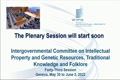 The Plenary Session will start soon
Intergovernmental Committee on Intellectual
Property and Genetic Resources, Traditional
Knowledge and Folklore
Forty-Third Session
Geneva, May 30 to June 3, 2022